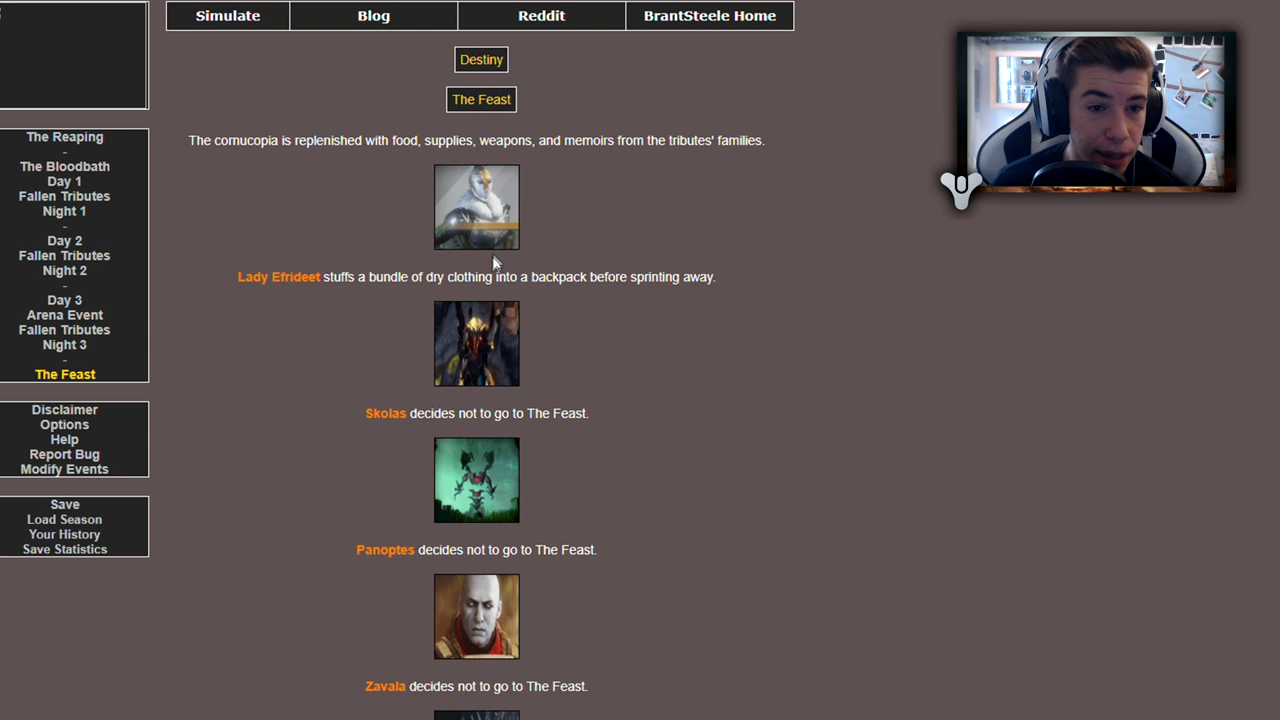 Simulate
Blog
Reddit
BrantSteele Home
Destiny
The Feast
The cornucopia is replenished with food, supplies, weapons, and memoirs from the tributes' families.
Lady Efrideet stuffs a bundle of dry clothing into a backpack before sprinting away.
Skolas decides not to go to The Feast.
Panoptes decides not to go to The Feast.
Zavala decides not to go to The Feast.
The Reaping
-
The Bloodbath
Day 1
Fallen Tributes
Night 1
-
Day 2
Fallen Tributes
Night 2
-
Day 3
Arena Event
Fallen Tributes
Night 3
-
The Feast
Disclaimer
Options
Help
Report Bug
Modify Events
Save
Load Season
Your History
Save Statistics